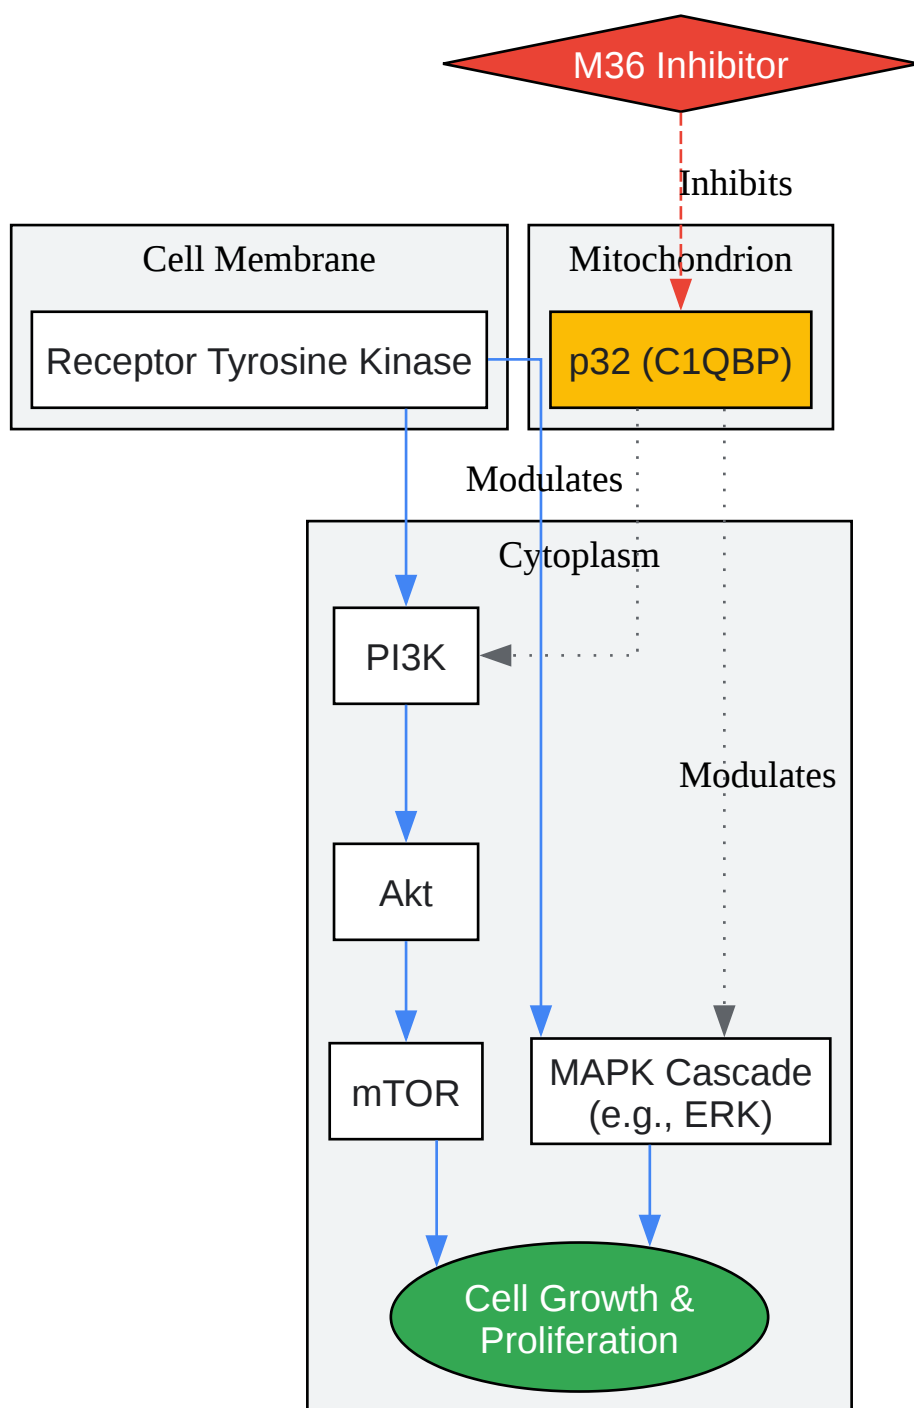 M36 Inhibitor
Inhibits
Cell Membrane
Mitochondrion
Receptor Tyrosine Kinase
p32 (C1QBP)
Modulates
Cytoplasm
PI3K
Modulates
Akt
mTOR
MAPK Cascade
(e.g., ERK)
Cell Growth &
Proliferation